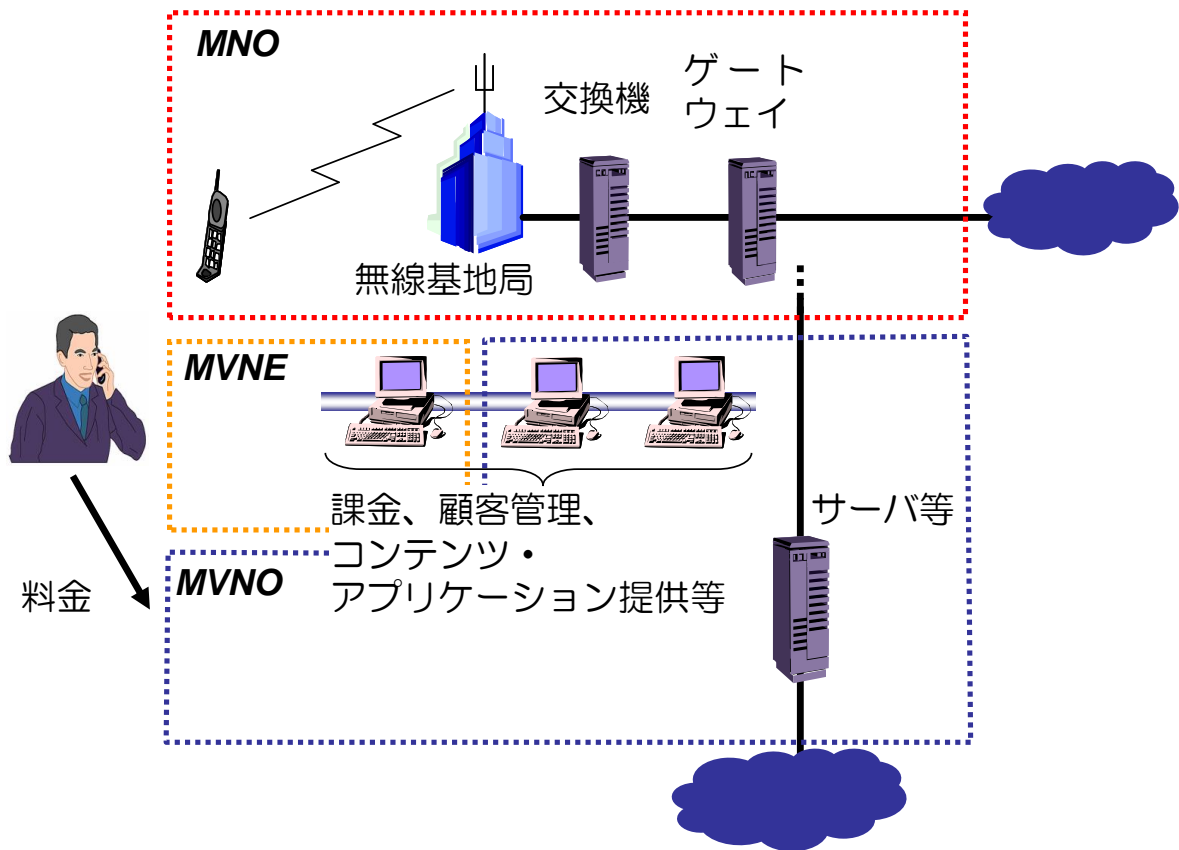 MNO
交換機
ゲート
ウェイ
無線基地局
MVNE
課金、顧客管理、
コンテンツ・
アプリケーション提供等
サーバ等
MVNO
料金